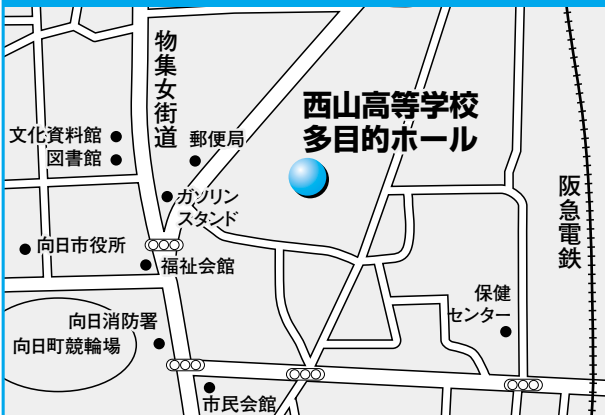 物集女街道
西山高等学校
多目的ホール
文化資料館
図書館
郵便局
ガソリン
スタンド
阪急電鉄
向日市役所
福祉会館
保健
センター
向日消防署
向日町競輪場
市民会館